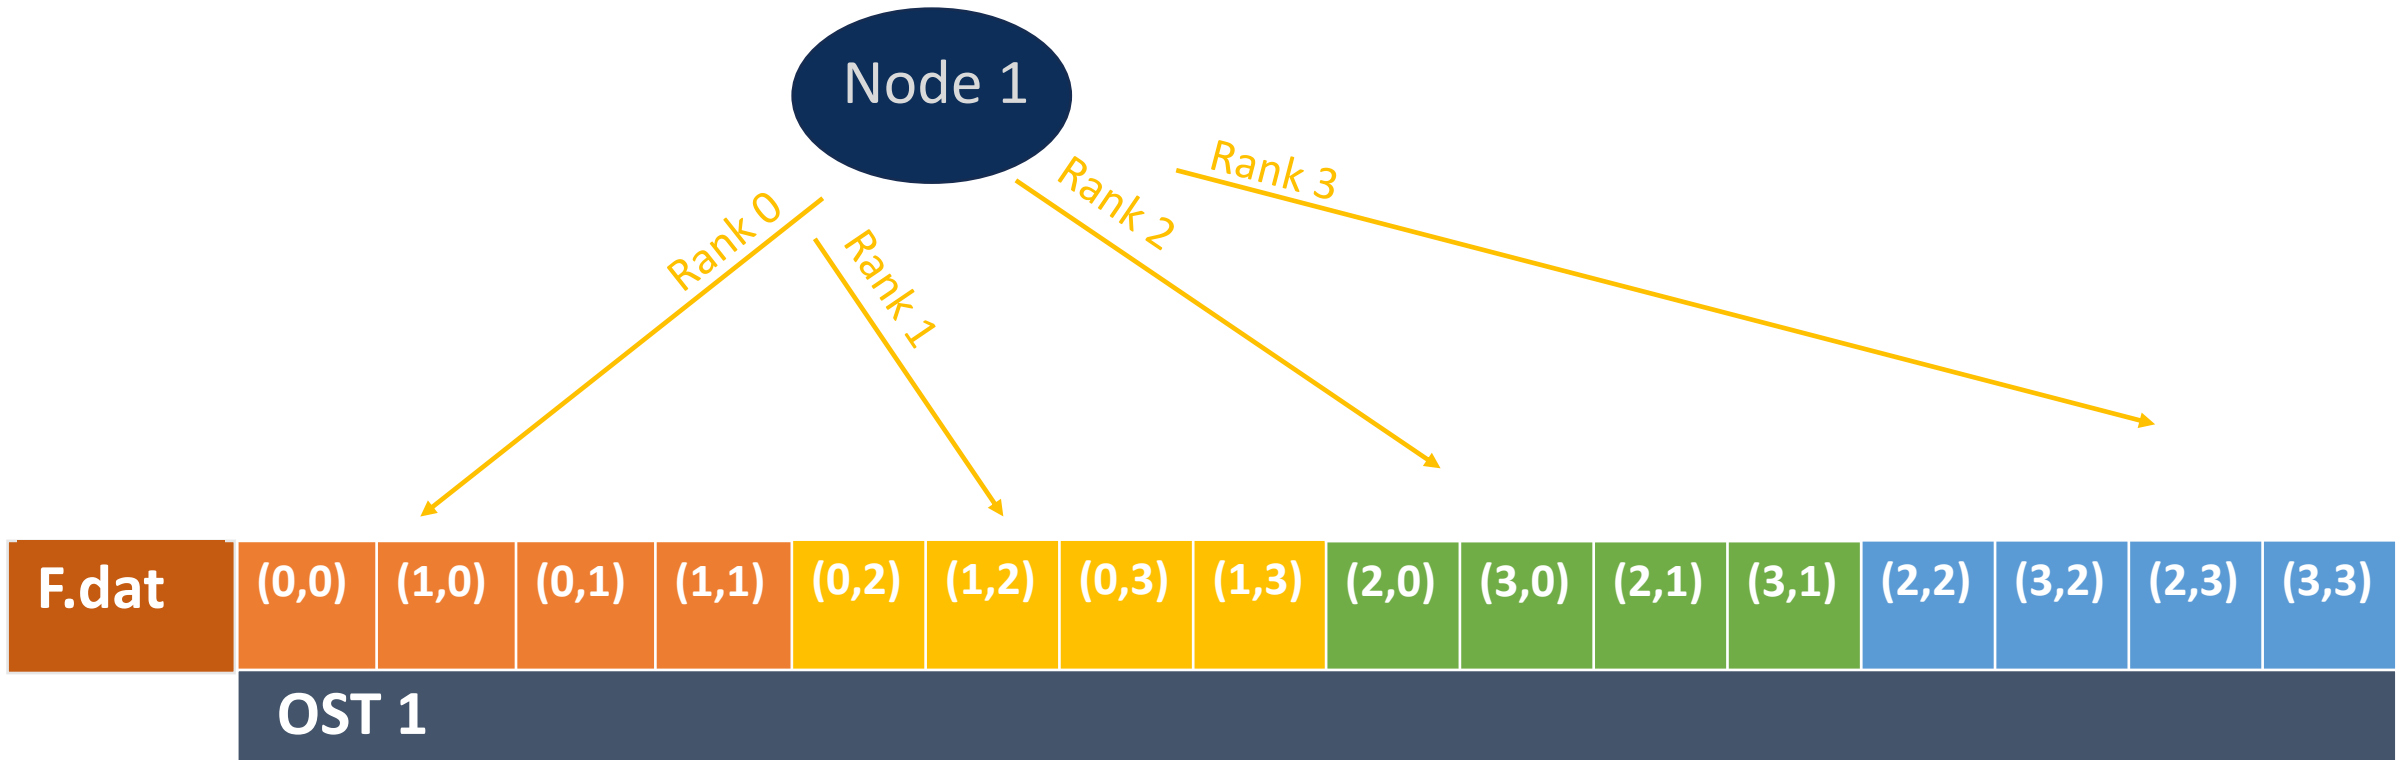 Node 1
Rank 0
Rank 1
Rank 2
Rank 3
F.dat (0,0) (1,0) (0,1) (1,1) (0,2) (1,2) (0,3) (1,3) (2,0) (3,0) (2,1) (3,1) (2,2) (3,2) (2,3) (3,3)
OST 1